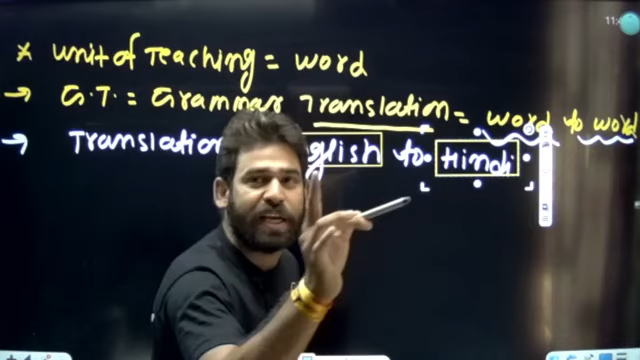 x unit of Teaching = word
→ G.T. = Grammar Translation = word to word
→ Translation glish to Hindi